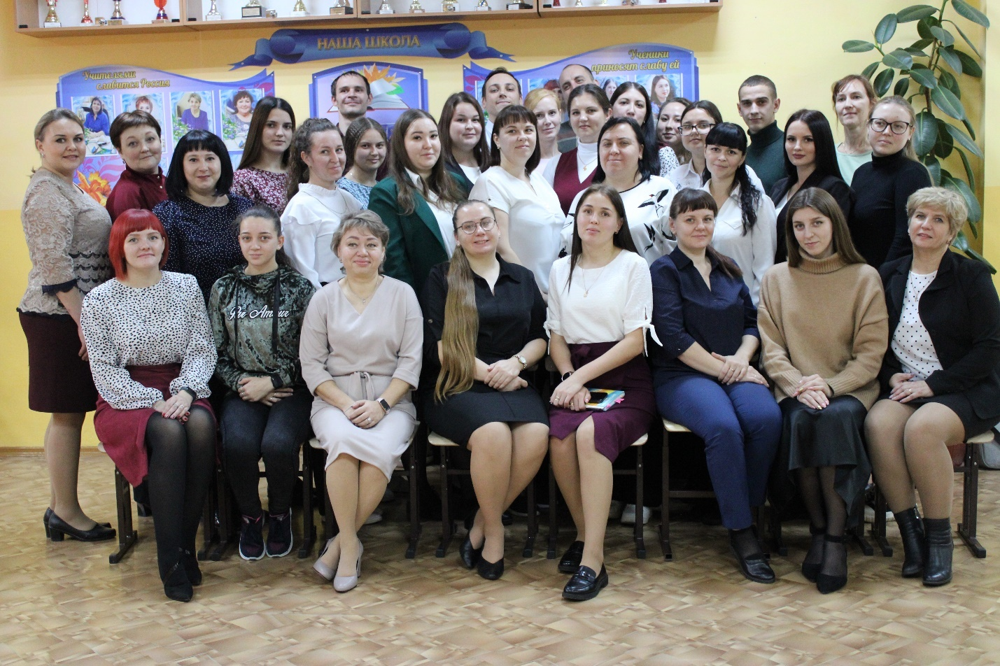 НАША ШКОЛА
Учителями
славится Россия
Ученики
приносят славу ей